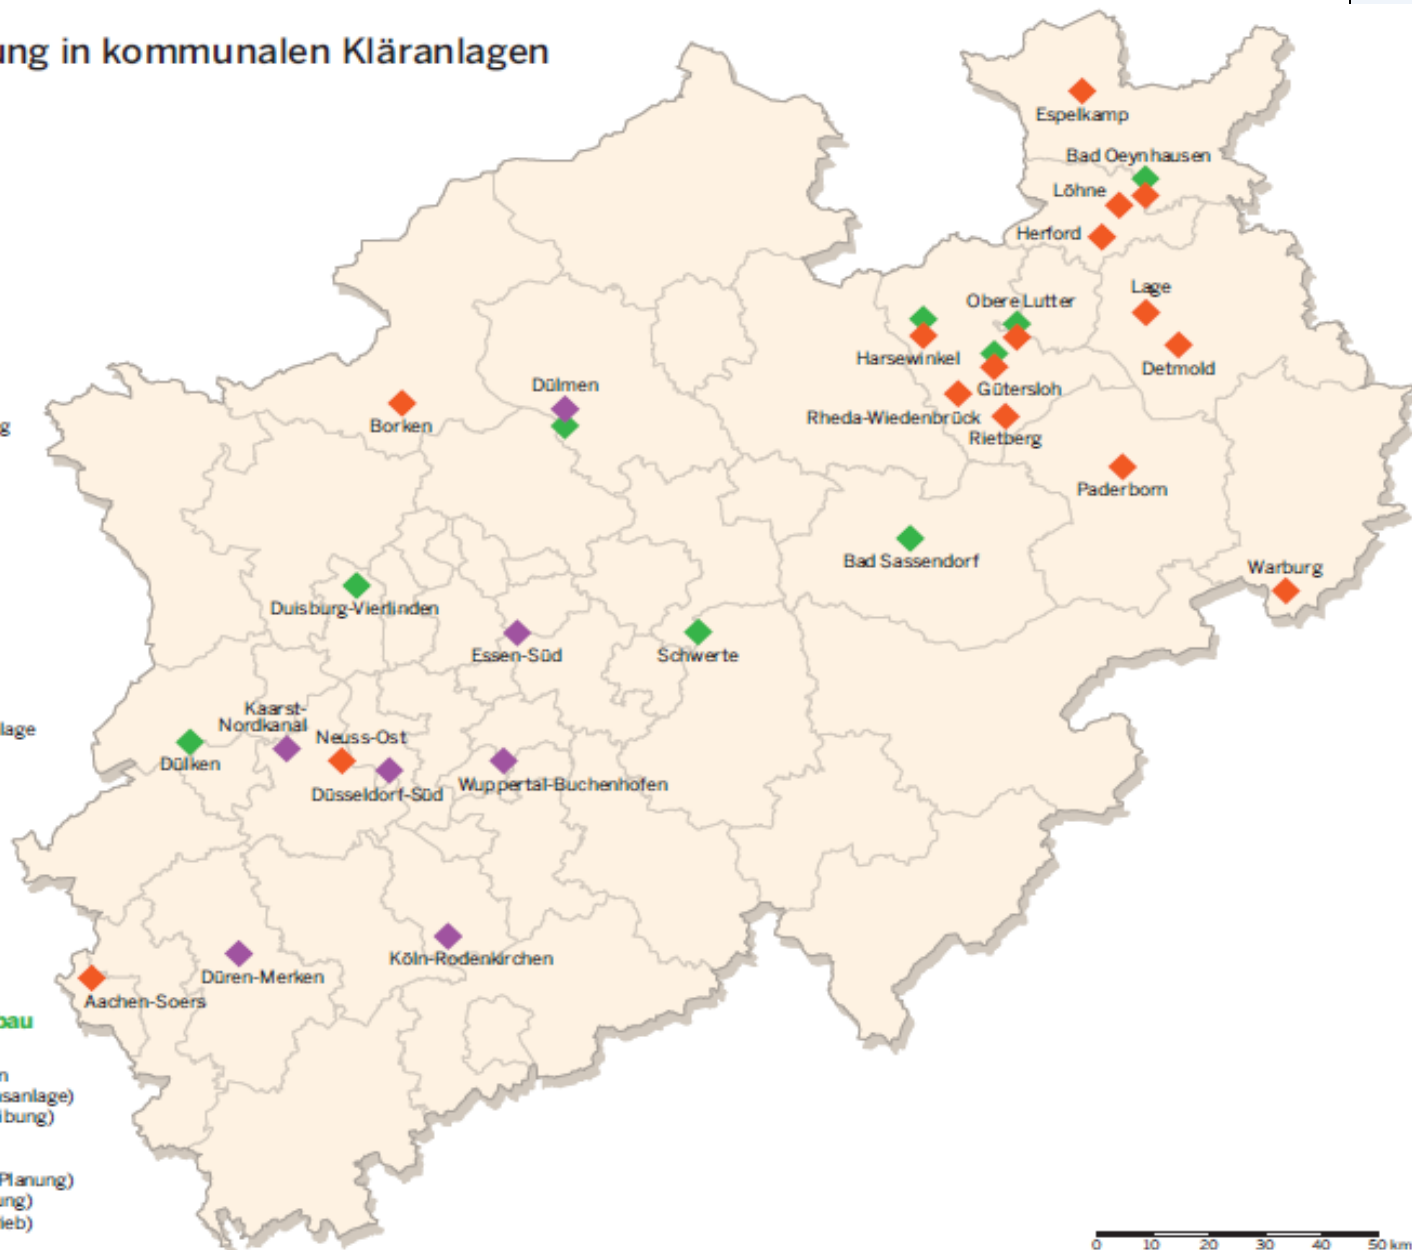 ung in kommunalen Kläranlagen
Espelkamp
Bad Oeynhausen
Löhne
Herford
Lage
Obere Lutter
Harsewinkel
Detmold
Gütersloh
Dülmen
Rheda-Wiedenbrück
Borken
g
Rietberg
Paderborn
Bad Sassendorf
Warburg
Duisburg-Vierlinden
Essen-Süd
Schwerte
Kaarst-
Nordkanal
lage
Neuss-Ost
Dülken
Wuppertal-Buchenhofen
Düsseldorf-Süd
Köln-Rodenkirchen
Düren-Merken
Aachen-Soers
bau
n
sanlage)
ibung)
Planung)
ung)
ieb)
0 10 20 30 40 50 km